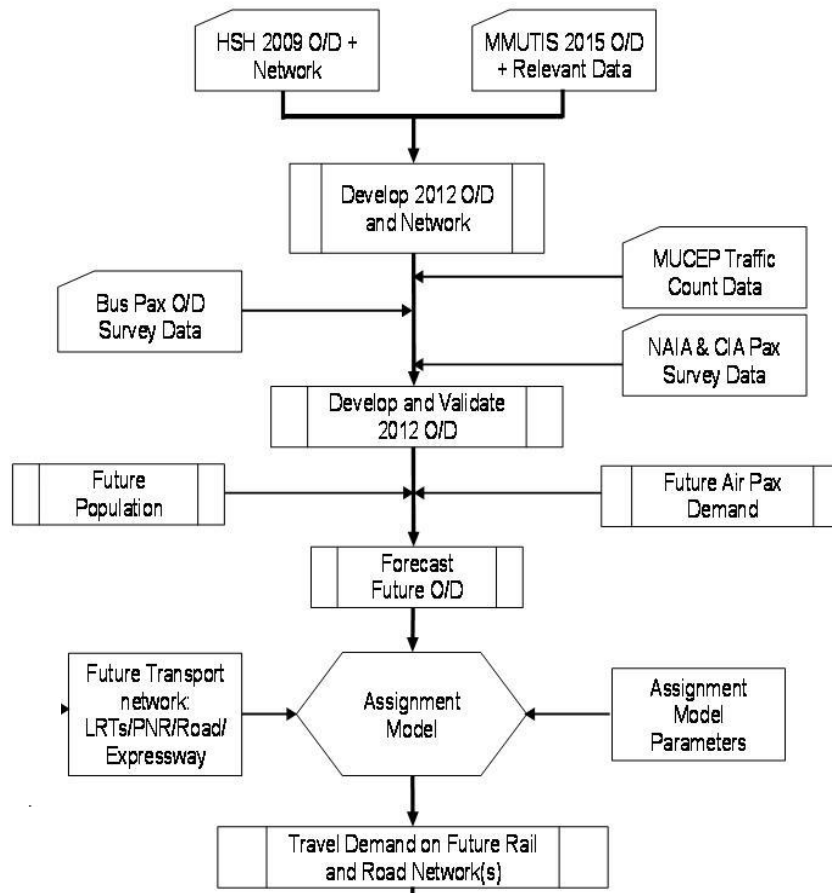 HSH 2009 O/D +
Network
MMUTIS 2015 O/D
+ Relevant Data
Develop 2012 O/D
and Network
MUCEP Traffic
Count Data
Bus Pax O/D
Survey Data
NAIA & CIA Pax
Survey Data
Develop and Validate
2012 O/D
Future
Population
Future Air Pax
Demand
Forecast
Future O/D
Future Transport
network:
LRTs/PNR/Road/
Expressway
Assignment
Model
Assignment
Model
Parameters
Travel Demand on Future Rail
and Road Network(s)